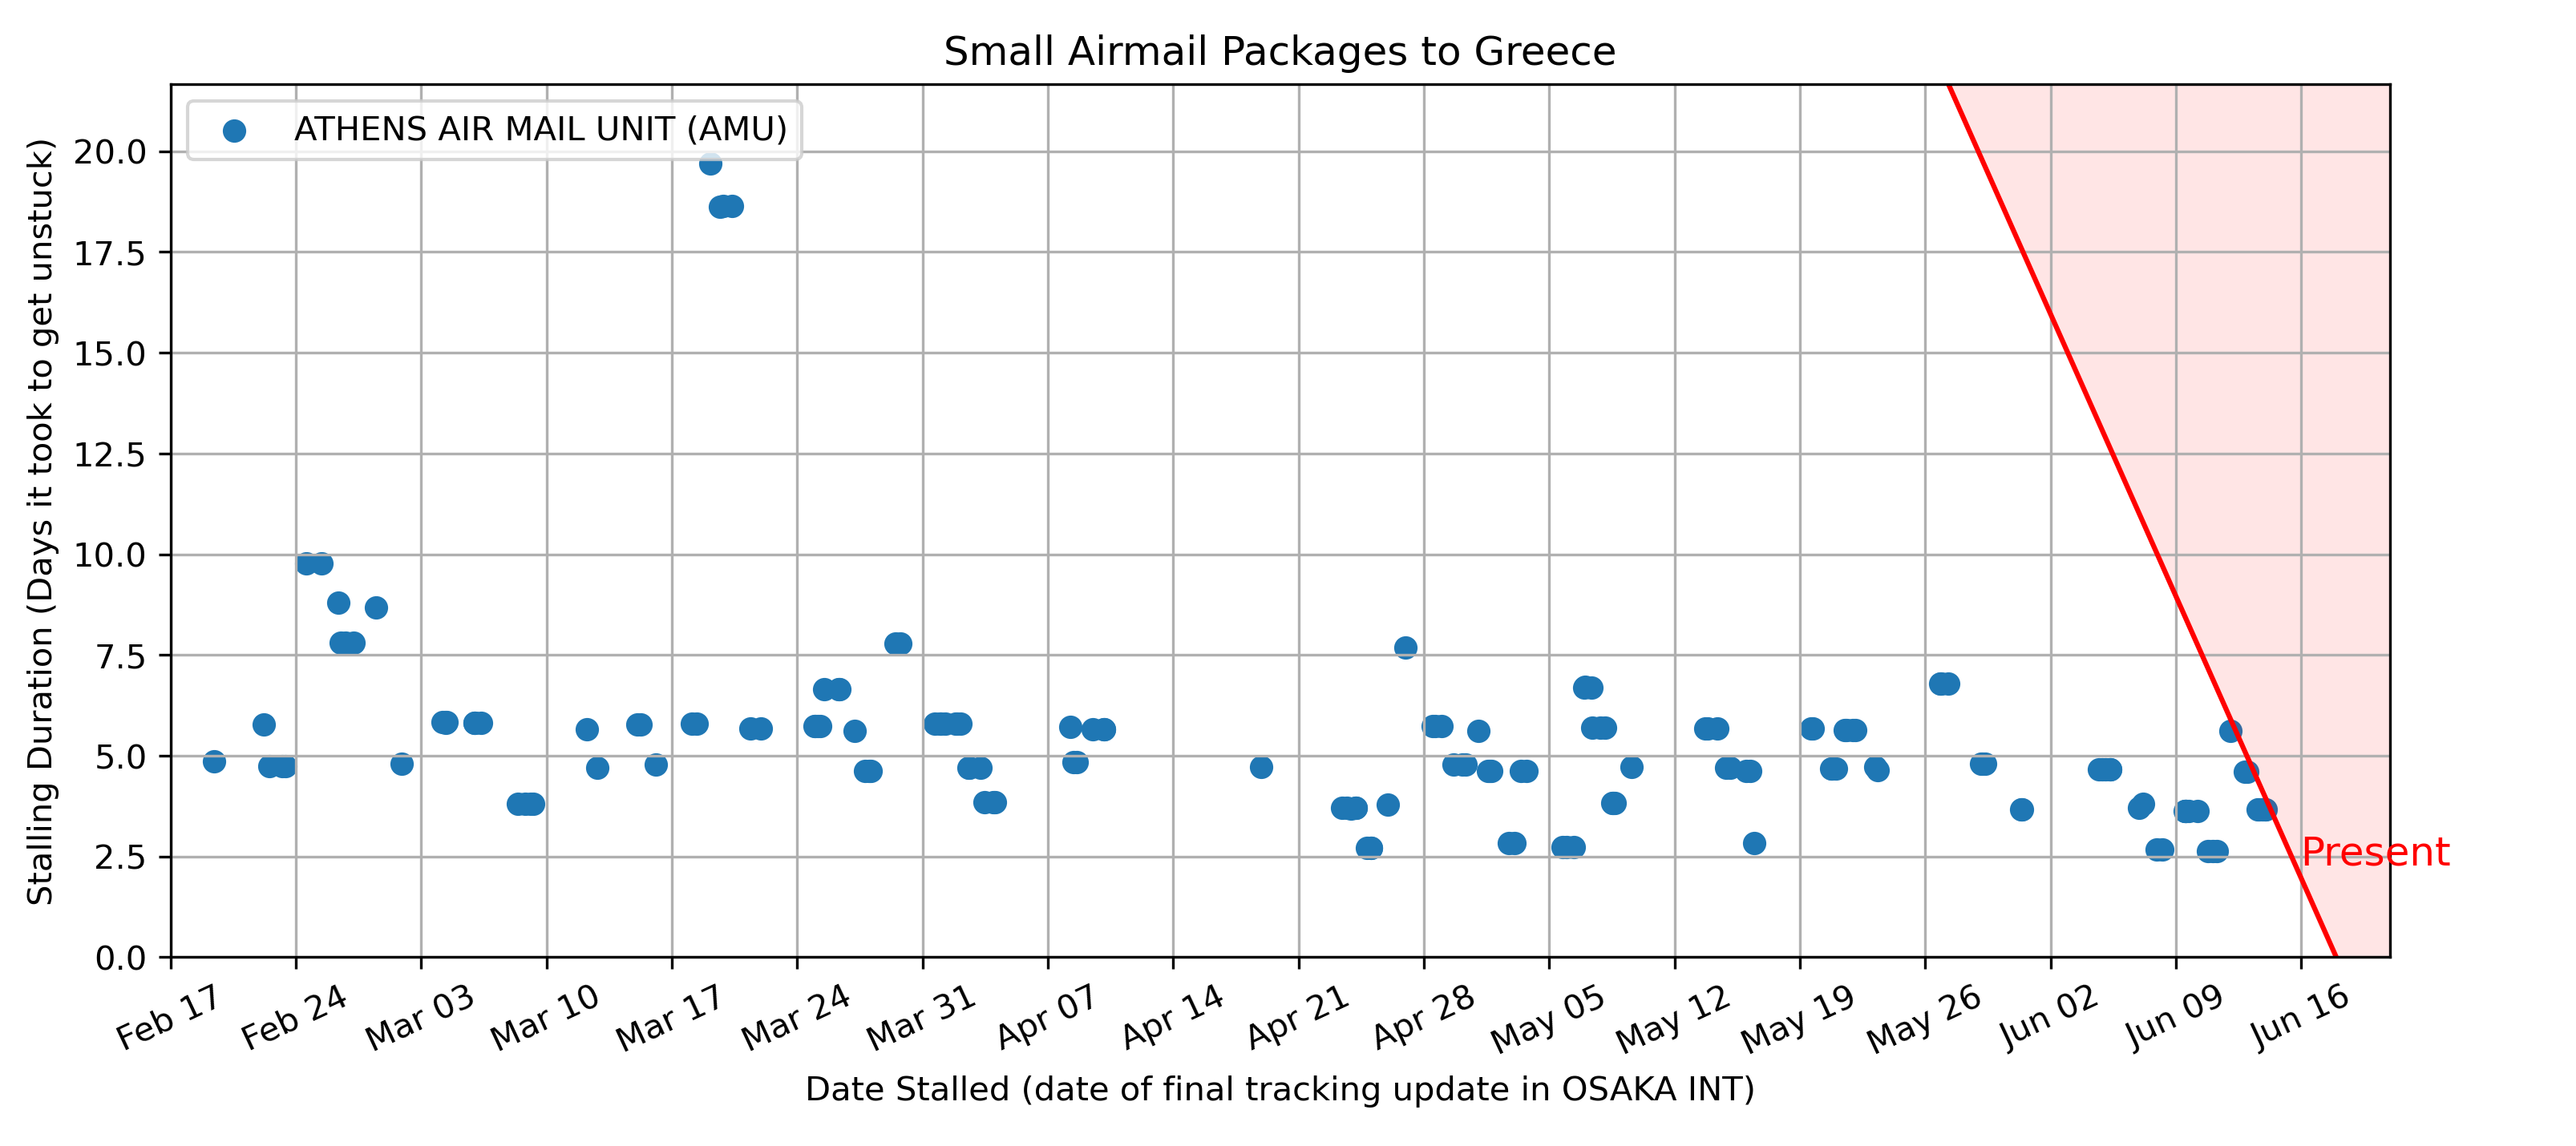 Small Airmail Packages to Greece
ATHENS AIR MAIL UNIT (AMU)
Stalling Duration (Days it took to get unstuck)
20.0
17.5
15.0
12.5
10.0
7.5
5.0
2.5
0.0
Present
Feb 17
Feb 24
Mar 03
Mar 10
Mar 17
Mar 24
Mar 31
Apr 07
Apr 14
Apr 21
Apr 28
May 05
May 12
May 19
May 26
Jun 02
Jun 09
Jun 16
Date Stalled (date of final tracking update in OSAKA INT)